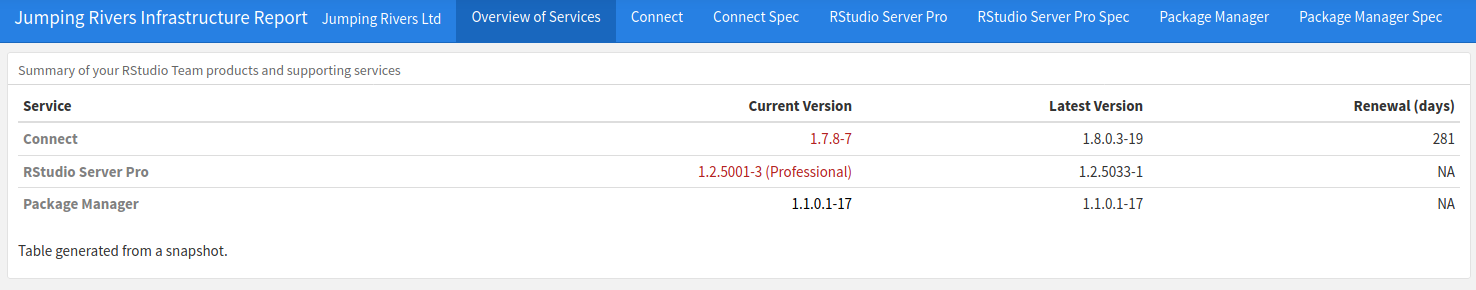 Jumping Rivers Infrastructure Report Jumping Rivers Ltd Overview of Services Connect Connect Spec RStudio Server Pro RStudio Server Pro Spec Package Manager Package Manager Spec
Summary of your RStudio Team products and supporting services
Service Current Version Latest Version Renewal (days)
Connect 1.7.8-7 1.8.0.3-19 281
RStudio Server Pro 1.2.5001-3 (Professional) 1.2.5033-1 NA
Package Manager 1.1.0.1-17 1.1.0.1-17 NA
Table generated from a snapshot.